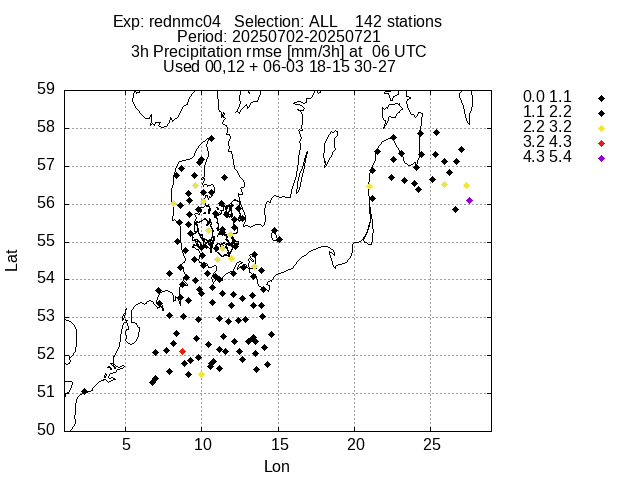 Exp: rednmc04 Selection: ALL 142 stations
Period: 20250702-20250721
3h Precipitation rmse [mm/3h] at 06 UTC
Used 00,12 + 06-03 18-15 30-27
59
58
57
56
55
54
53
52
51
50
Lat
5 10 15 20 25
Lon
0.0 1.1
1.1 2.2
2.2 3.2
3.2 4.3
4.3 5.4